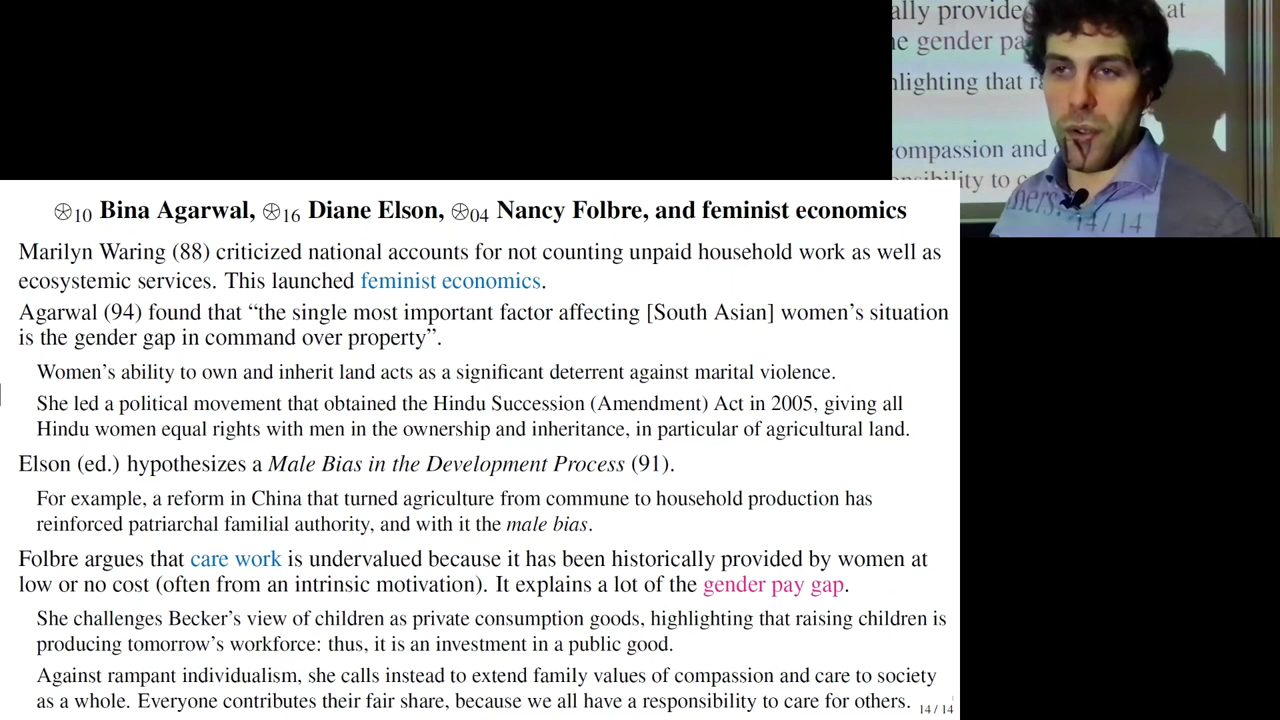 ally provide at
e gender pa
lighting that r
ompassion and
nsibility to c
hers.
14/14
⊛10 Bina Agarwal, ⊛16 Diane Elson, ⊛04 Nancy Folbre, and feminist economics
Marilyn Waring (88) criticized national accounts for not counting unpaid household work as well as
ecosystemic services. This launched feminist economics.
Agarwal (94) found that “the single most important factor affecting [South Asian] women’s situation
is the gender gap in command over property”.
Women’s ability to own and inherit land acts as a significant deterrent against marital violence.
She led a political movement that obtained the Hindu Succession (Amendment) Act in 2005, giving all
Hindu women equal rights with men in the ownership and inheritance, in particular of agricultural land.
Elson (ed.) hypothesizes a Male Bias in the Development Process (91).
For example, a reform in China that turned agriculture from commune to household production has
reinforced patriarchal familial authority, and with it the male bias.
Folbre argues that care work is undervalued because it has been historically provided by women at
low or no cost (often from an intrinsic motivation). It explains a lot of the gender pay gap.
She challenges Becker’s view of children as private consumption goods, highlighting that raising children is
producing tomorrow’s workforce: thus, it is an investment in a public good.
Against rampant individualism, she calls instead to extend family values of compassion and care to society
as a whole. Everyone contributes their fair share, because we all have a responsibility to care for others.
14 / 14